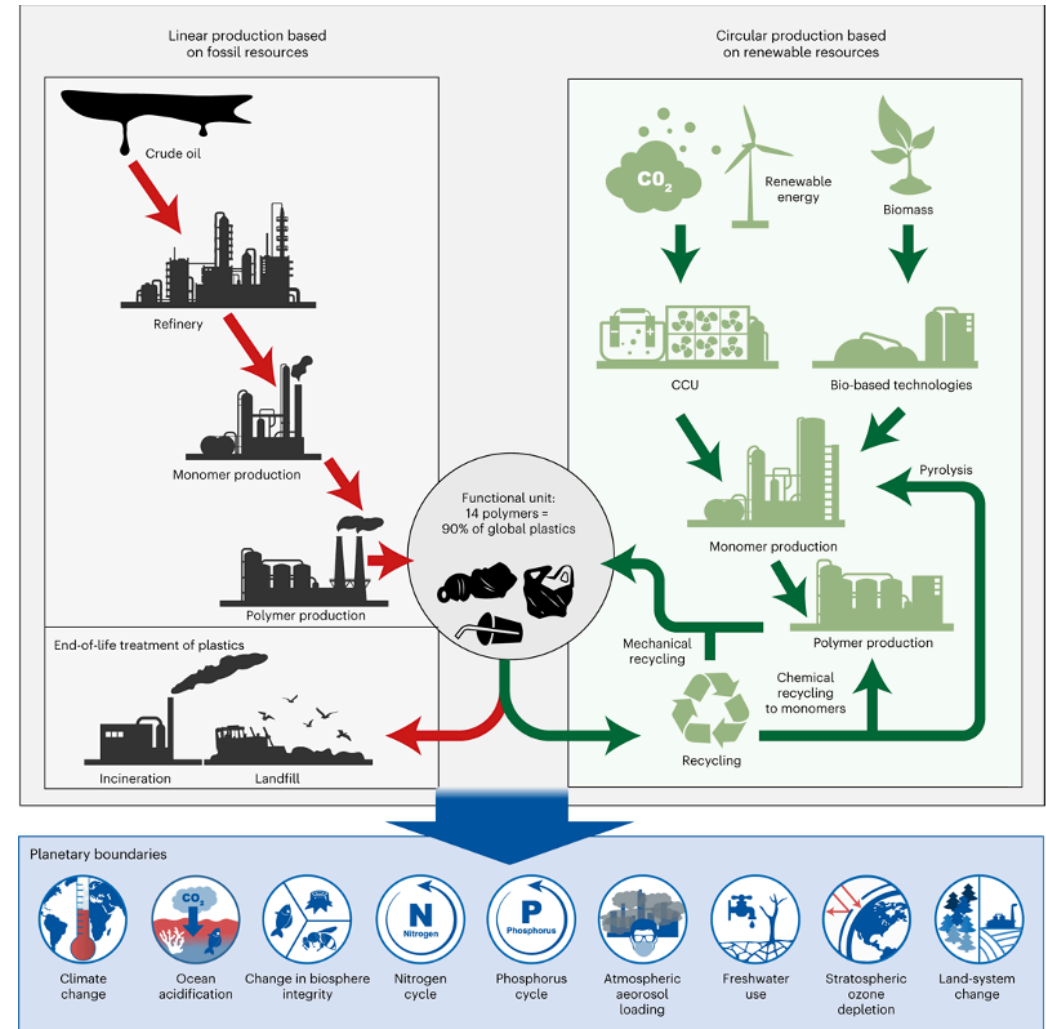 Linear production based
on fossil resources
Circular production based
on renewable resources
Crude oil
Refinery
Monomer production
Polymer production
End-of-life treatment of plastics
Incineration
Landfill
Functional unit:
14 polymers =
90% of global plastics
CO2
Renewable
energy
Biomass
CCU
Bio-based technologies
Pyrolysis
Monomer production
Polymer production
Mechanical
recycling
Chemical
recycling
to monomers
Recycling
Planetary boundaries
Climate
change
CO2
Ocean
acidification
Change in biosphere
integrity
N
Nitrogen
Nitrogen
cycle
P
Phosphorus
Phosphorus
cycle
Atmospheric
aeorosol
loading
Freshwater
use
Stratospheric
ozone
depletion
Land-system
change